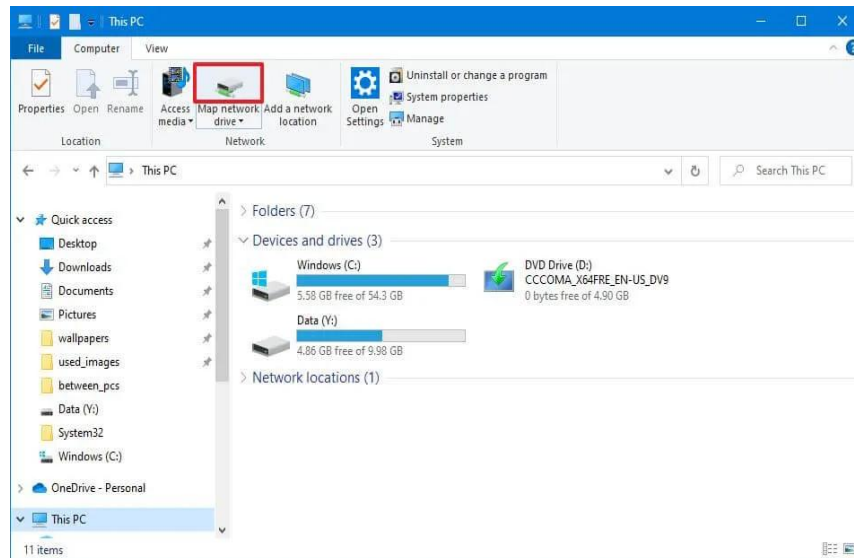 This PC
File Computer View
Properties Open Rename Access media Map network drive Add a network location Open Settings Uninstall or change a program
System properties
Manage
Location Network System
This PC Search This PC
Quick access
Desktop
Downloads
Documents
Pictures
wallpapers
used_images
between_pcs
Data (Y:)
System32
Windows (C:)
OneDrive - Personal
This PC
Folders (7)
Devices and drives (3)
Windows (C:)
5.58 GB free of 54.3 GB
DVD Drive (D:)
CCCOMA_X64FRE_EN-US_DV9
0 bytes free of 4.90 GB
Data (Y:)
4.86 GB free of 9.98 GB
Network locations (1)
11 items